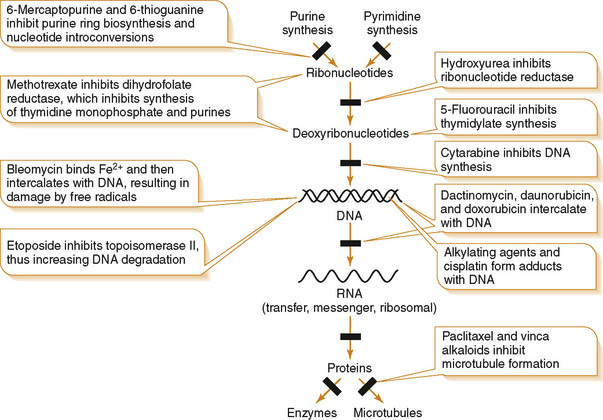 6-Mercaptopurine and 6-thioguanine
inhibit purine ring biosynthesis and
nucleotide introconversions
Purine
synthesis
Pyrimidine
synthesis
Ribonucleotides
Hydroxyurea inhibits
ribonucleotide reductase
Methotrexate inhibits dihydrofolate
reductase, which inhibits synthesis
of thymidine monophosphate and purines
5-Fluorouracil inhibits
thymidylate synthesis
Deoxyribonucleotides
Cytarabine inhibits DNA
synthesis
Bleomycin binds Fe2+ and then
intercalates with DNA, resulting in
damage by free radicals
DNA
Dactinomycin, daunorubicin,
and doxorubicin intercalate
with DNA
Etoposide inhibits topoisomerase II,
thus increasing DNA degradation
Alkylating agents and
cisplatin form adducts
with DNA
RNA
(transfer, messenger, ribosomal)
Paclitaxel and vinca
alkaloids inhibit
microtubule formation
Proteins
Enzymes
Microtubules